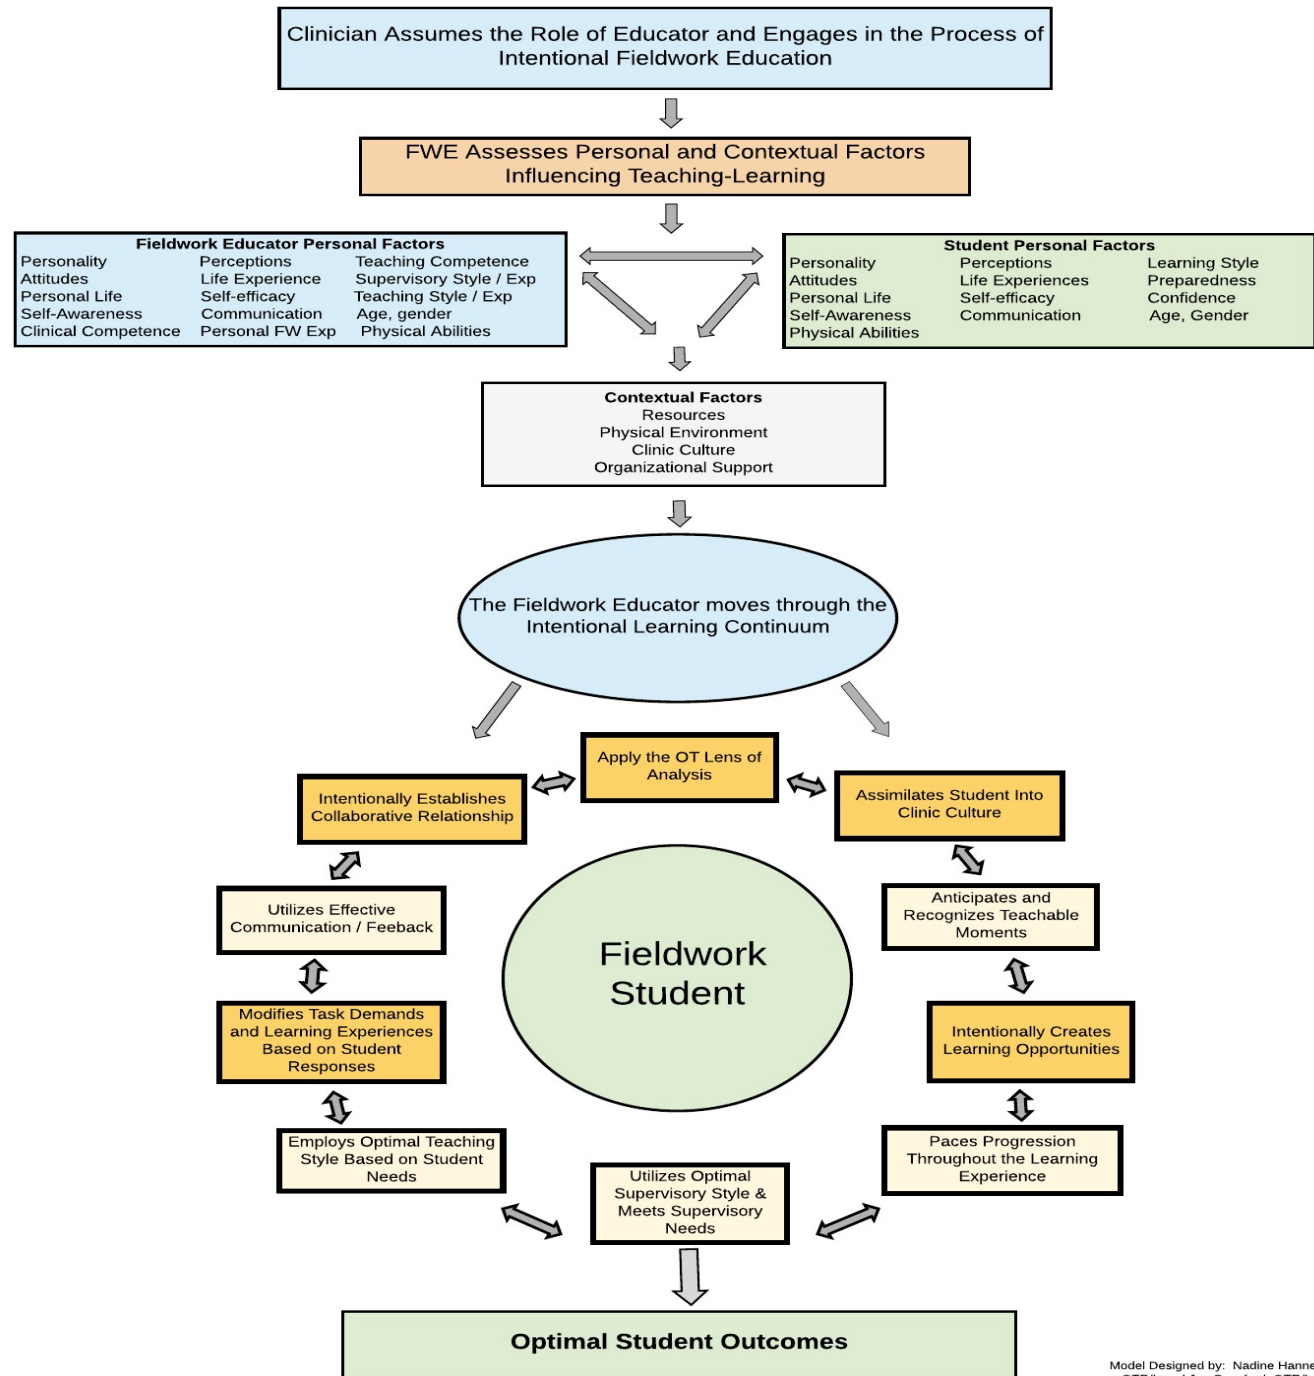 Clinician Assumes the Role of Educator and Engages in the Process of
Intentional Fieldwork Education
FWE Assesses Personal and Contextual Factors
Influencing Teaching-Learning
Fieldwork Educator Personal Factors
Personality Perceptions Teaching Competence
Attitudes Life Experience Supervisory Style / Exp
Personal Life Self-efficacy Teaching Style / Exp
Self-Awareness Communication Age, gender
Clinical Competence Personal FW Exp Physical Abilities
Student Personal Factors
Personality Perceptions Learning Style
Attitudes Life Experiences Preparedness
Personal Life Self-efficacy Confidence
Self-Awareness Communication Age, Gender
Physical Abilities
Contextual Factors
Resources
Physical Environment
Clinic Culture
Organizational Support
The Fieldwork Educator moves through the
Intentional Learning Continuum
Apply the OT Lens of
Analysis
Intentionally Establishes
Collaborative Relationship
Assimilates Student Into
Clinic Culture
Utilizes Effective
Communication / Feeback
Anticipates and
Recognizes Teachable
Moments
Fieldwork
Student
Modifies Task Demands
and Learning Experiences
Based on Student
Responses
Intentionally Creates
Learning Opportunities
Employs Optimal Teaching
Style Based on Student
Needs
Paces Progression
Throughout the Learning
Experience
Utilizes Optimal
Supervisory Style &
Meets Supervisory
Needs
Optimal Student Outcomes
Model Designed by: Nadine